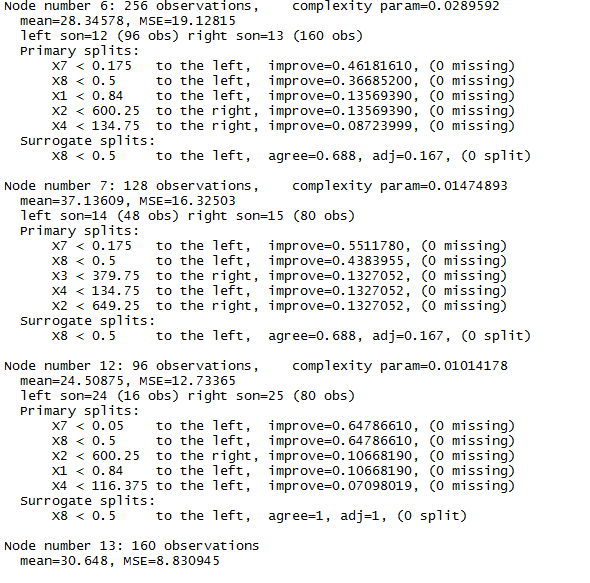 Node number 6: 256 observations,    complexity param=0.0289592
  mean=28.34578, MSE=19.12815
  left son=12 (96 obs) right son=13 (160 obs)
  Primary splits:
      X7 < 0.175   to the left,  improve=0.46181610, (0 missing)
      X8 < 0.5     to the left,  improve=0.36685200, (0 missing)
      X1 < 0.84    to the left,  improve=0.13569390, (0 missing)
      X2 < 600.25  to the right, improve=0.13569390, (0 missing)
      X4 < 134.75  to the right, improve=0.08723999, (0 missing)
  Surrogate splits:
      X8 < 0.5     to the left,  agree=0.688, adj=0.167, (0 split)

Node number 7: 128 observations,    complexity param=0.01474893
  mean=37.13609, MSE=16.32503
  left son=14 (48 obs) right son=15 (80 obs)
  Primary splits:
      X7 < 0.175   to the left,  improve=0.5511780, (0 missing)
      X8 < 0.5     to the left,  improve=0.4383955, (0 missing)
      X3 < 379.75  to the right, improve=0.1327052, (0 missing)
      X4 < 134.75  to the left,  improve=0.1327052, (0 missing)
      X2 < 649.25  to the right, improve=0.1327052, (0 missing)
  Surrogate splits:
      X8 < 0.5     to the left,  agree=0.688, adj=0.167, (0 split)

Node number 12: 96 observations,    complexity param=0.01014178
  mean=24.50875, MSE=12.73365
  left son=24 (16 obs) right son=25 (80 obs)
  Primary splits:
      X7 < 0.05    to the left,  improve=0.64786610, (0 missing)
      X8 < 0.5     to the left,  improve=0.64786610, (0 missing)
      X2 < 600.25  to the right, improve=0.10668190, (0 missing)
      X1 < 0.84    to the left,  improve=0.10668190, (0 missing)
      X4 < 116.375 to the left,  improve=0.07098019, (0 missing)
  Surrogate splits:
      X8 < 0.5     to the left,  agree=1, adj=1, (0 split)

Node number 13: 160 observations
  mean=30.648, MSE=8.830945